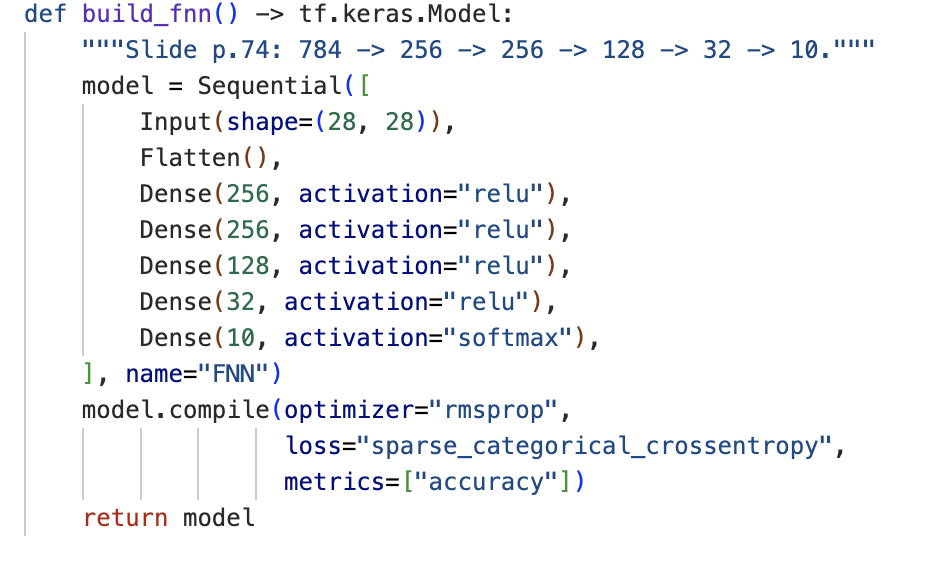 def build_fnn() -> tf.keras.Model:
    """Slide p.74: 784 -> 256 -> 256 -> 128 -> 32 -> 10."""
    model = Sequential([
        Input(shape=(28, 28)),
        Flatten(),
        Dense(256, activation="relu"),
        Dense(256, activation="relu"),
        Dense(128, activation="relu"),
        Dense(32, activation="relu"),
        Dense(10, activation="softmax"),
    ], name="FNN")
    model.compile(optimizer="rmsprop",
                  loss="sparse_categorical_crossentropy",
                  metrics=["accuracy"])
    return model